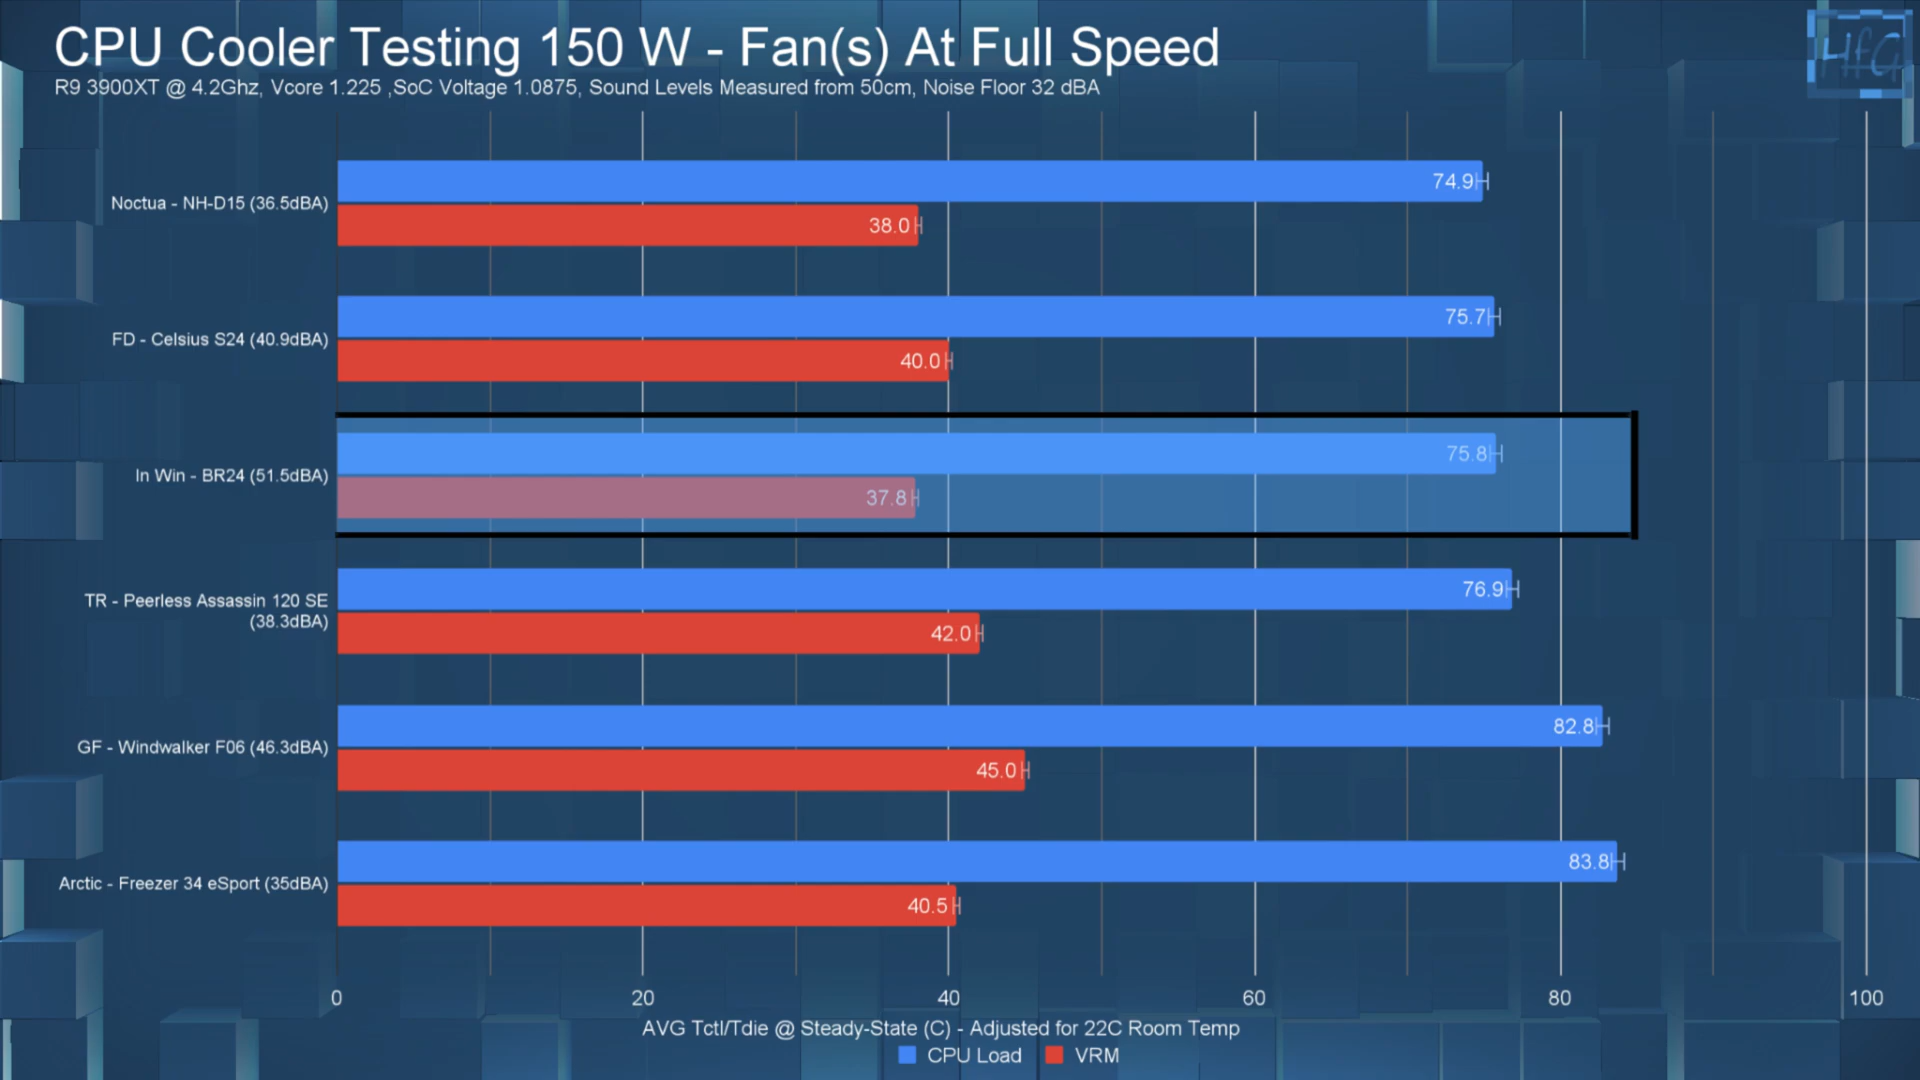 CPU Cooler Testing 150 W - Fan(s) At Full Speed
R9 3900XT @ 4.2Ghz, Vcore 1.225 ,SoC Voltage 1.0875, Sound Levels Measured from 50cm, Noise Floor 32 dBA
HfG
Noctua - NH-D15 (36.5dBA)
74.9
38.0
FD - Celsius S24 (40.9dBA)
75.7
40.0
In Win - BR24 (51.5dBA)
75.8
37.8
TR - Peerless Assassin 120 SE
(38.3dBA)
76.9
42.0
GF - Windwalker F06 (46.3dBA)
82.8
45.0
Arctic - Freezer 34 eSport (35dBA)
83.8
40.5
0 20 40 60 80 100
AVG Tctl/Tdie @ Steady-State (C) - Adjusted for 22C Room Temp
CPU Load VRM